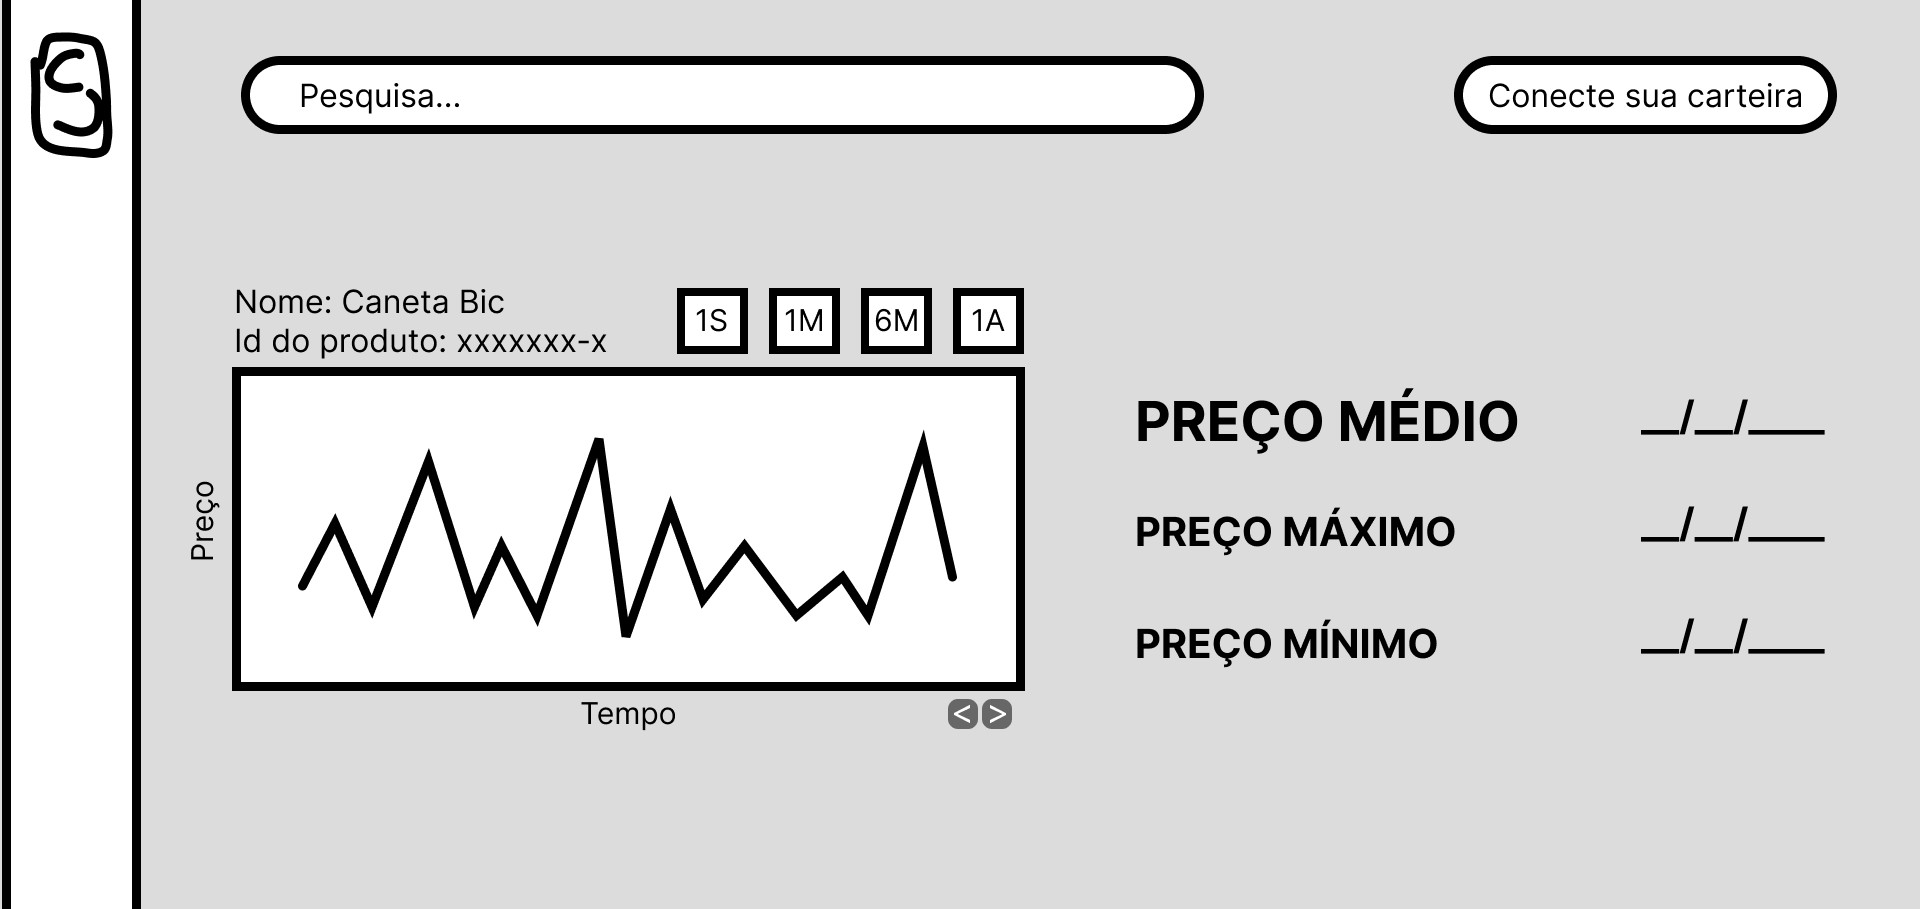 S
Pesquisa...
Conecte sua carteira
Nome: Caneta Bic
Id do produto: xxxxxxx-x
1S
1M
6M
1A
Preço
Tempo
< >
PREÇO MÉDIO __/__/____
PREÇO MÁXIMO __/__/____
PREÇO MÍNIMO __/__/____